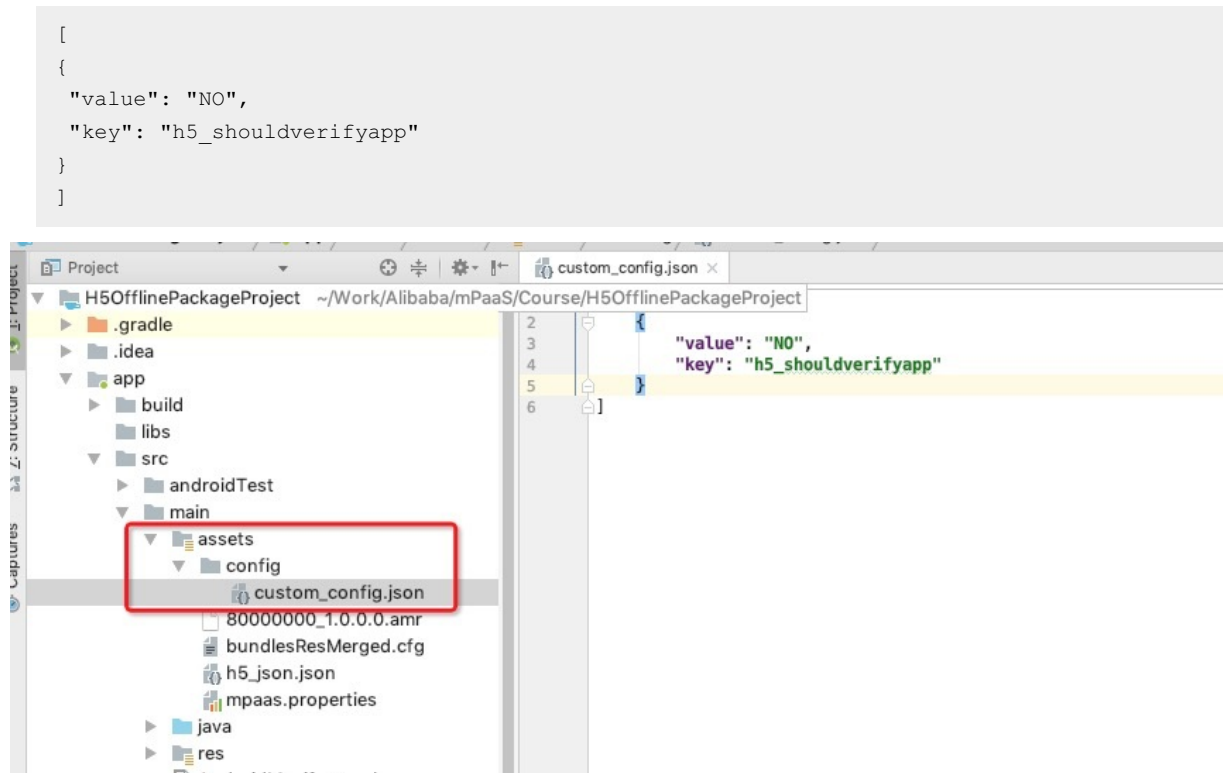 [
{
"value": "NO",
"key": "h5_shouldverifyapp"
}
]
Project
custom_config.json
H5OfflinePackageProject ~/Work/Alibaba/mPaaS/Course/H5OfflinePackageProject
.gradle
.idea
app
build
libs
src
androidTest
main
assets
config
custom_config.json
80000000_1.0.0.0.amr
bundlesResMerged.cfg
h5_json.json
mpaas.properties
java
res
2 {
3 "value": "NO",
4 "key": "h5_shouldverifyapp"
5 }
6 ]
1: Project
Z: Structure
Captures